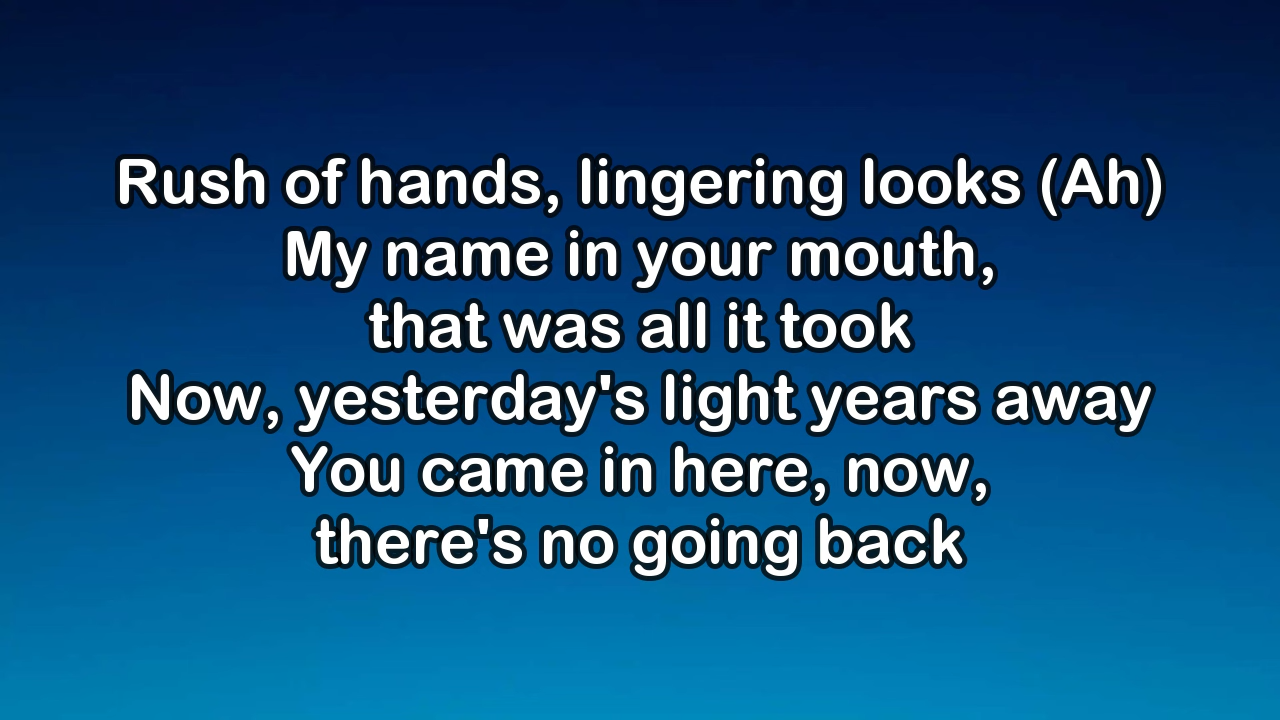 Rush of hands, lingering looks (Ah)
My name in your mouth,
that was all it took
Now, yesterday's light years away
You came in here, now,
there's no going back